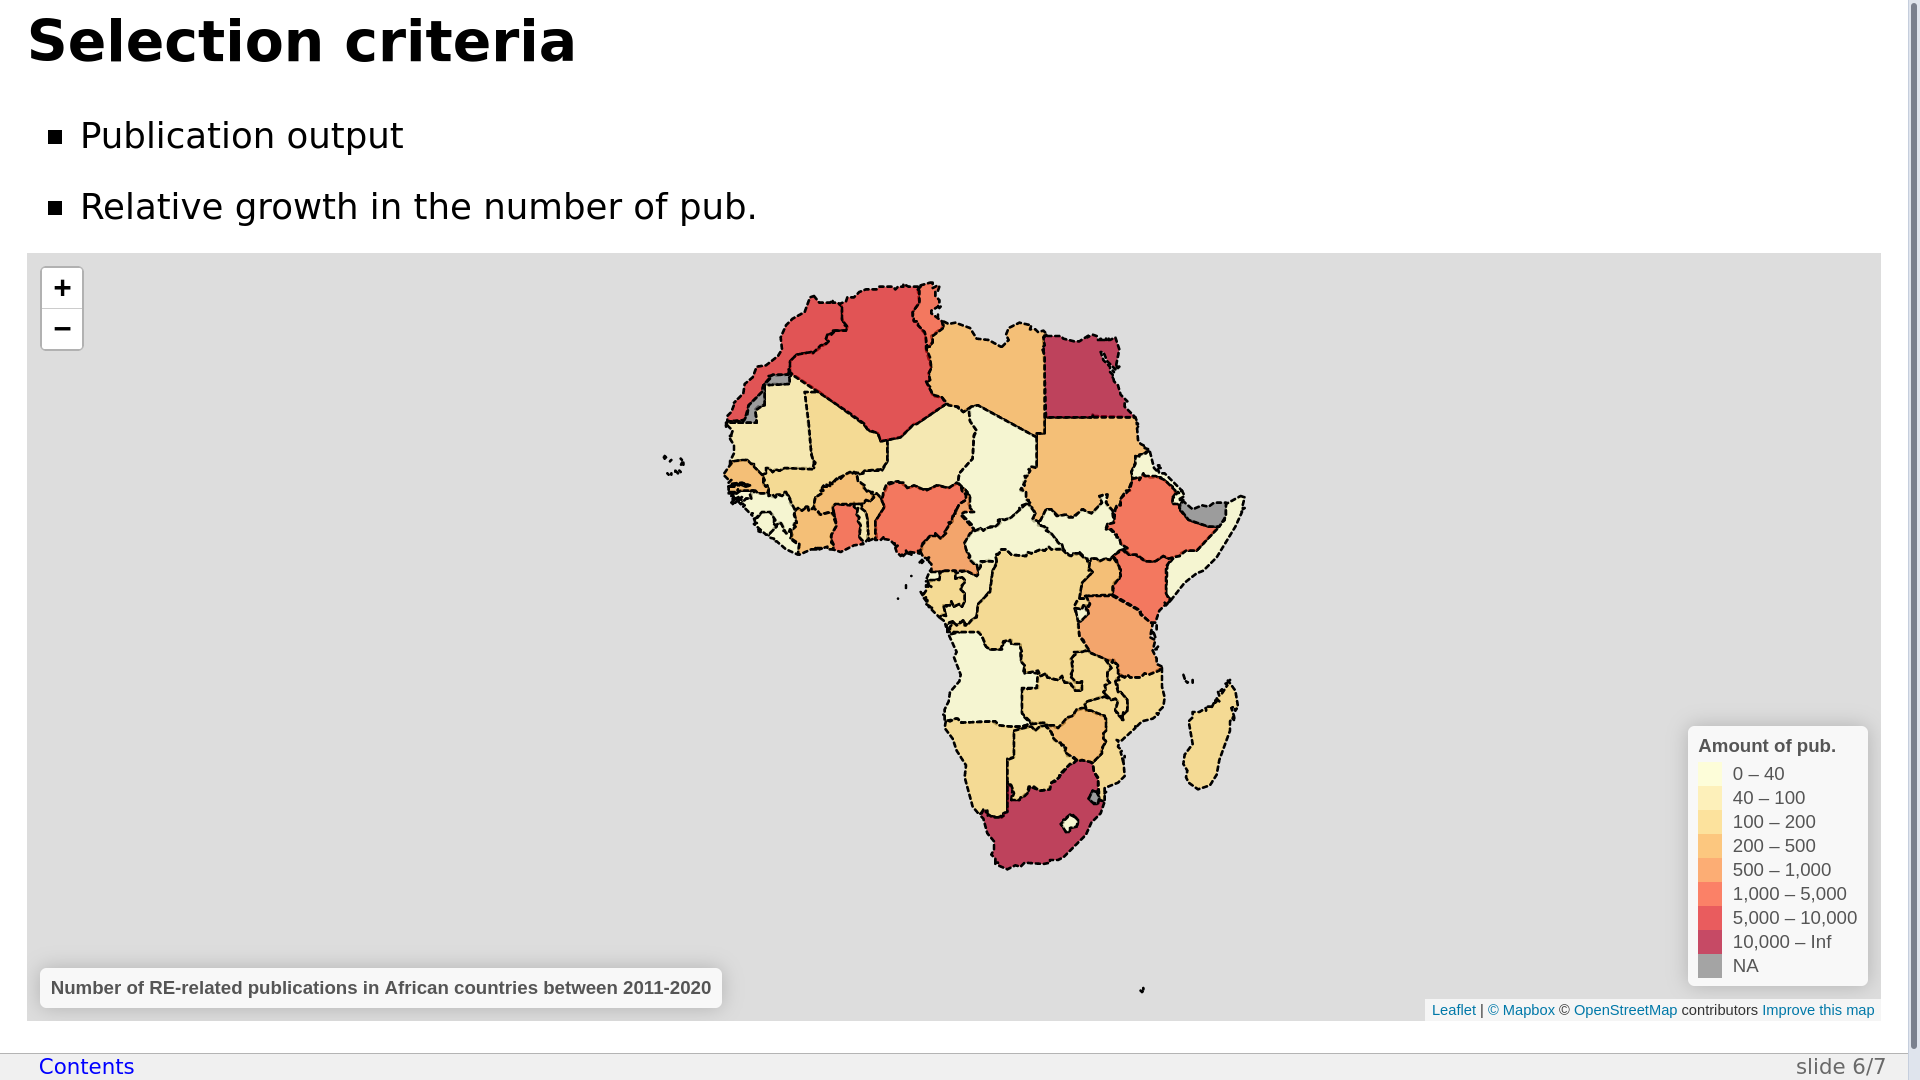 Selection criteria
Publication output
Relative growth in the number of pub.
+
−
Amount of pub.
0 – 40
40 – 100
100 – 200
200 – 500
500 – 1,000
1,000 – 5,000
5,000 – 10,000
10,000 – Inf
NA
Number of RE-related publications in African countries between 2011-2020
Leaflet | © Mapbox © OpenStreetMap contributors Improve this map
Contents
slide 6/7